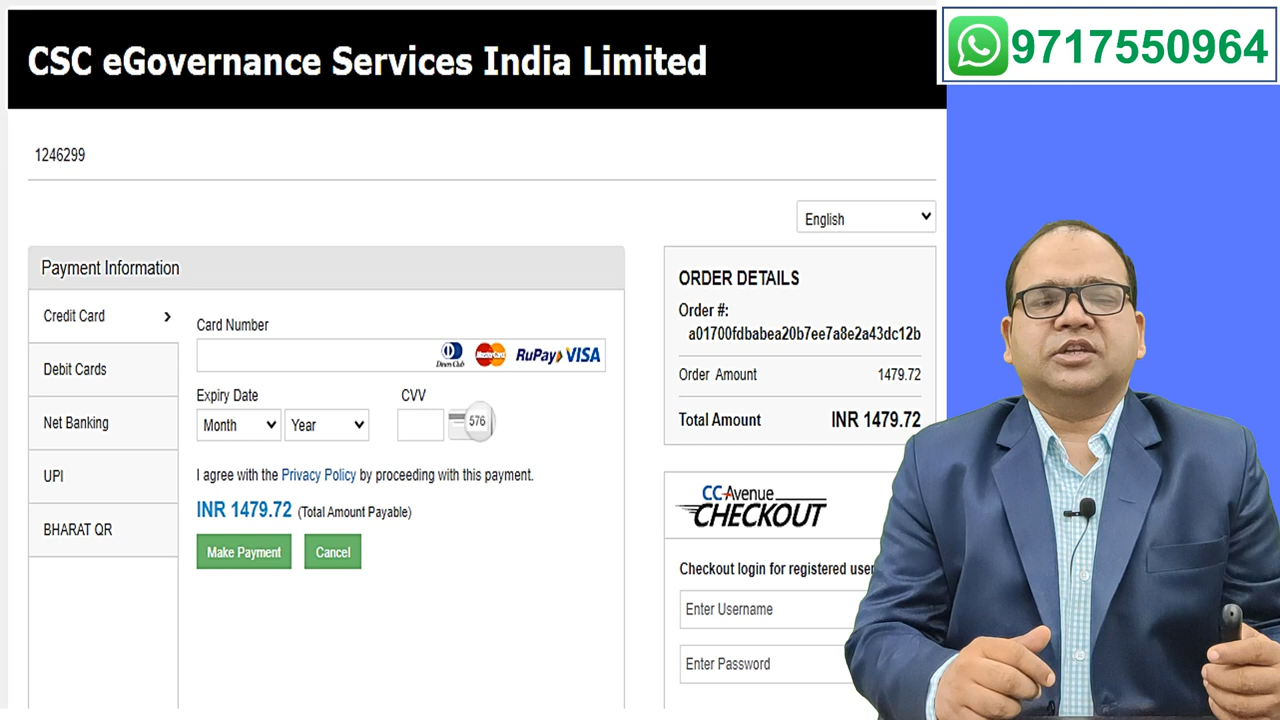 CSC eGovernance Services India Limited
9717550964
1246299
English
Payment Information
Credit Card
Debit Cards
Net Banking
UPI
BHARAT QR
Card Number
Diners Club MasterCard RuPay VISA
Expiry Date CVV
Month Year 576
I agree with the Privacy Policy by proceeding with this payment.
INR 1479.72 (Total Amount Payable)
Make Payment Cancel
ORDER DETAILS
Order #:
a01700fdbabea20b7ee7a8e2a43dc12b
Order Amount 1479.72
Total Amount INR 1479.72
CCAvenue
CHECKOUT
Checkout login for registered user
Enter Username
Enter Password